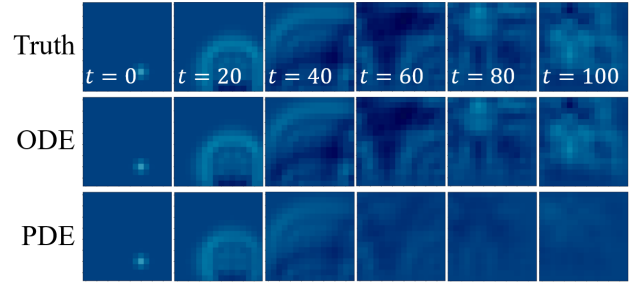 Truth
t = 0
t = 20
t = 40
t = 60
t = 80
t = 100
ODE
PDE